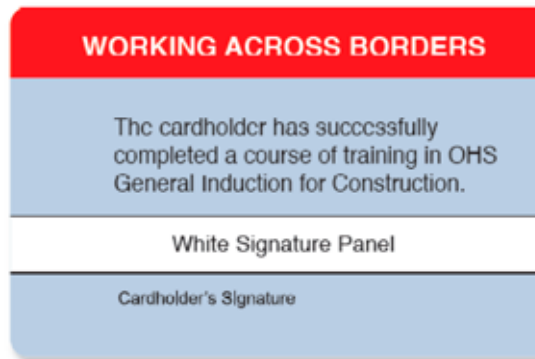 WORKING ACROSS BORDERS
The cardholder has successfully
completed a course of training in OHS
General Induction for Construction.
White Signature Panel
Cardholder's Signature